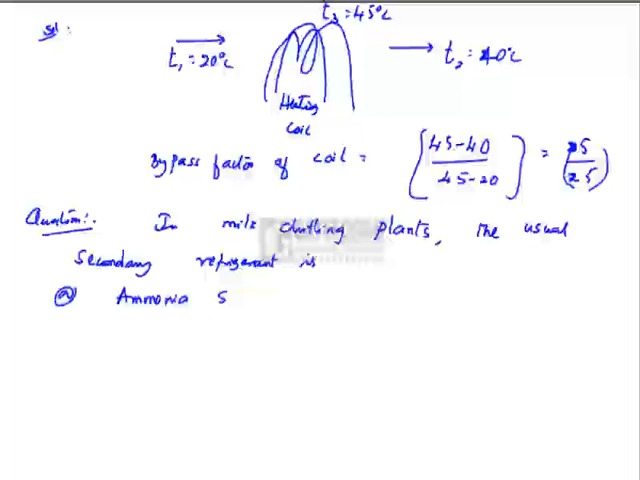 Sol :
t3 = 45°C
t1 = 20°C
t2 = 40°C
Heating
Coil
Bypass factor of coil = [45-40 / 45-20] = (5 / 25)
Question:- In milk chilling plants, the usual
Secondary refrigerant is
(a) Ammonia S